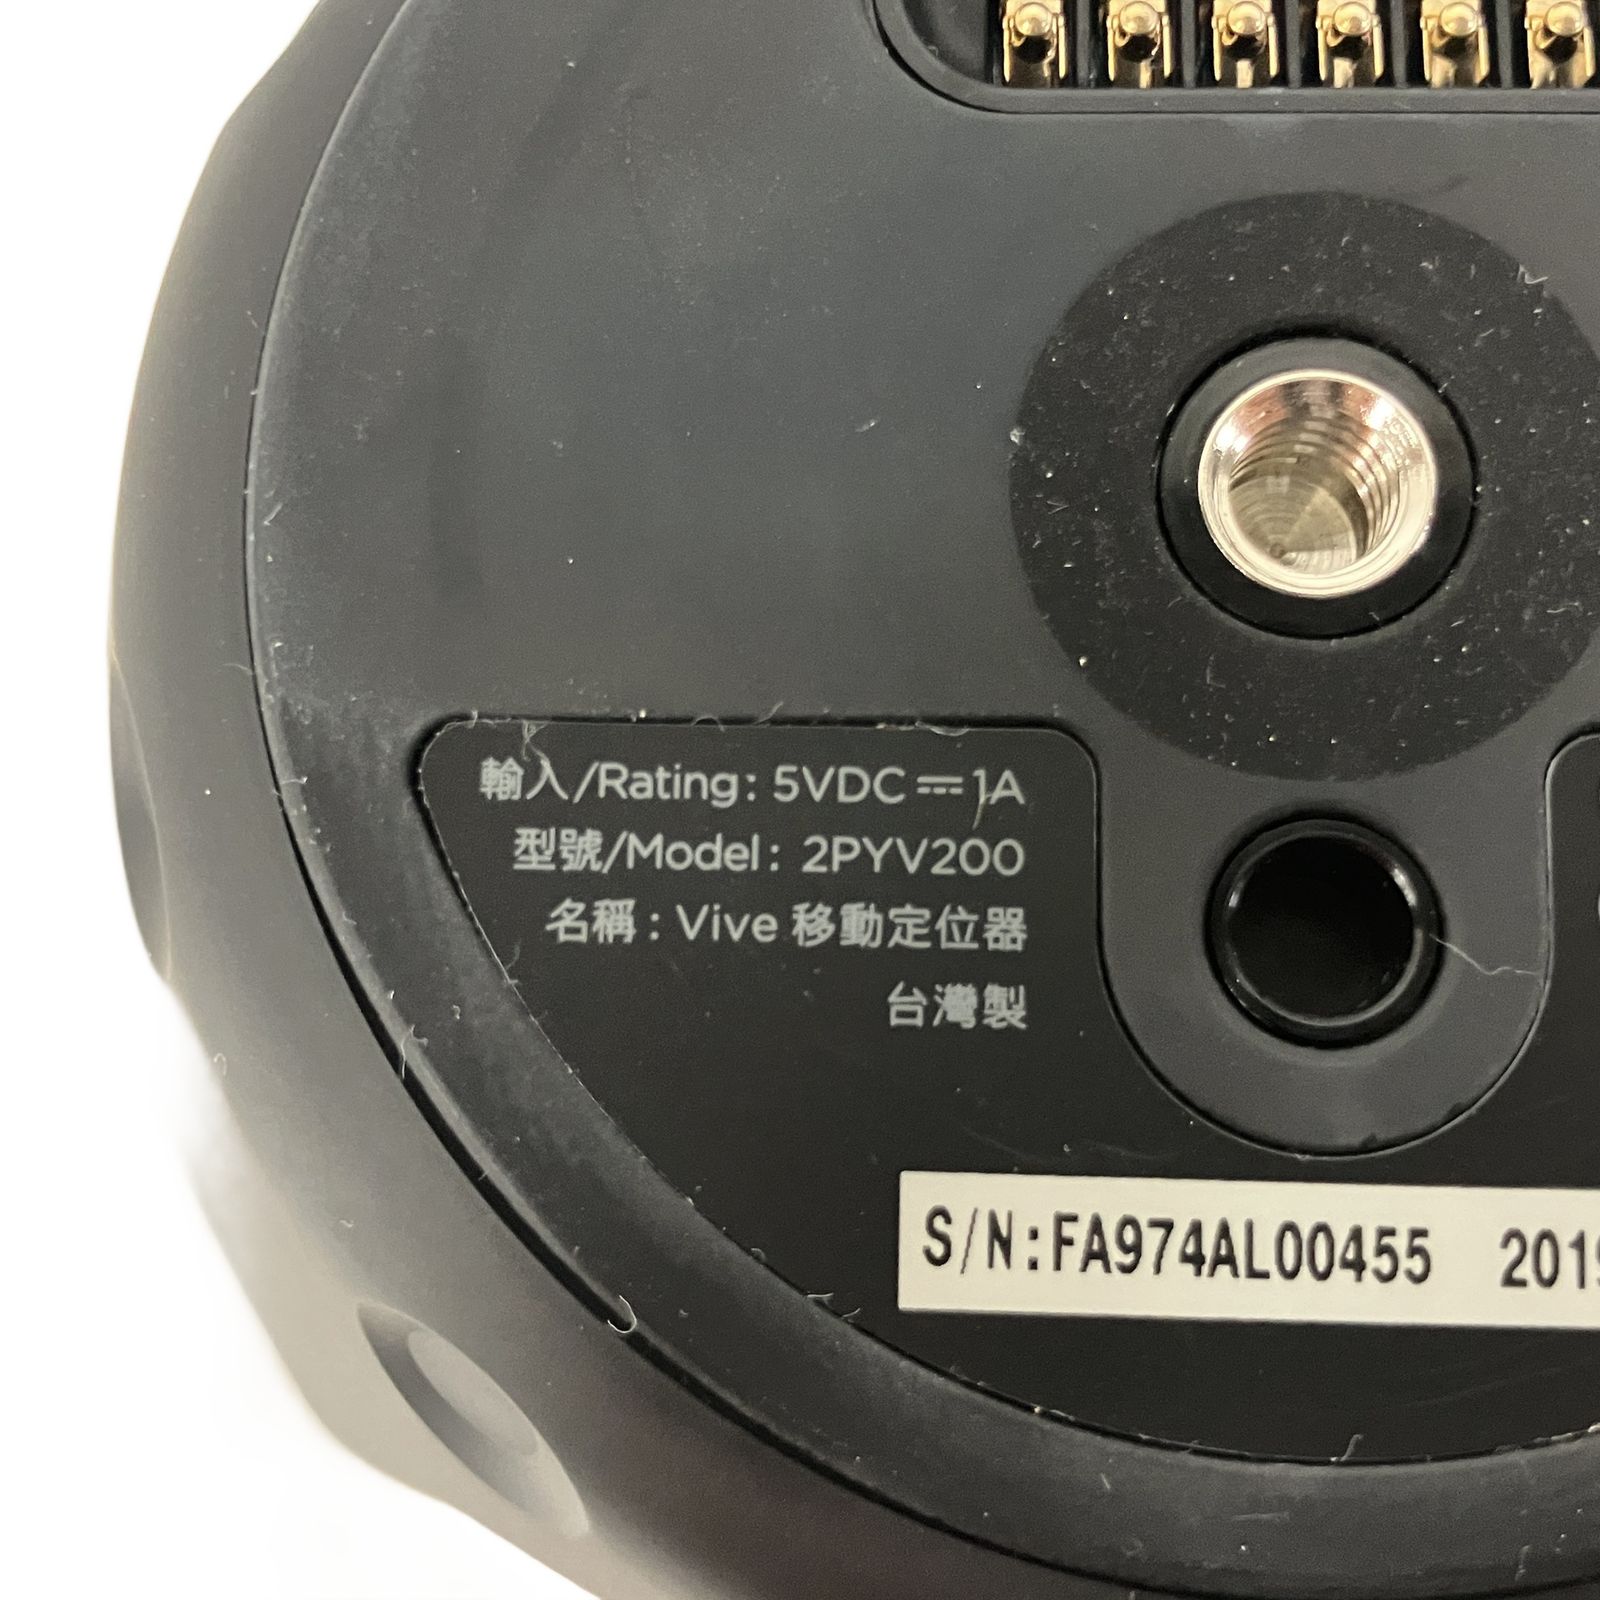 輸入/Rating: 5VDC ⎓ 1A
型號/Model: 2PYV200
名稱: Vive 移動定位器
台灣製
S/N:FA974AL00455 2019